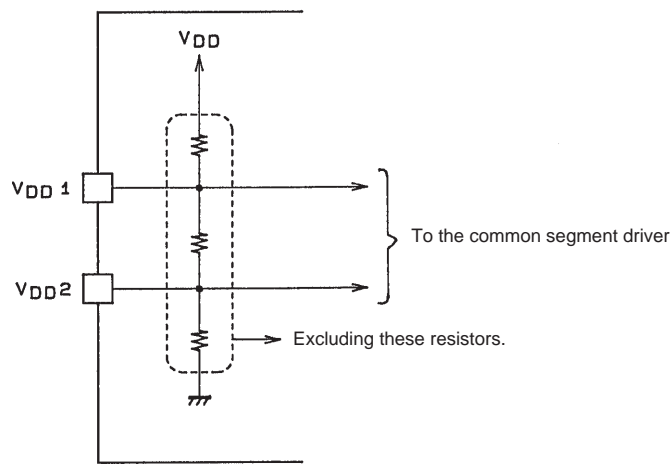 VDD
VDD 1
To the common segment driver
VDD2
Excluding these resistors.